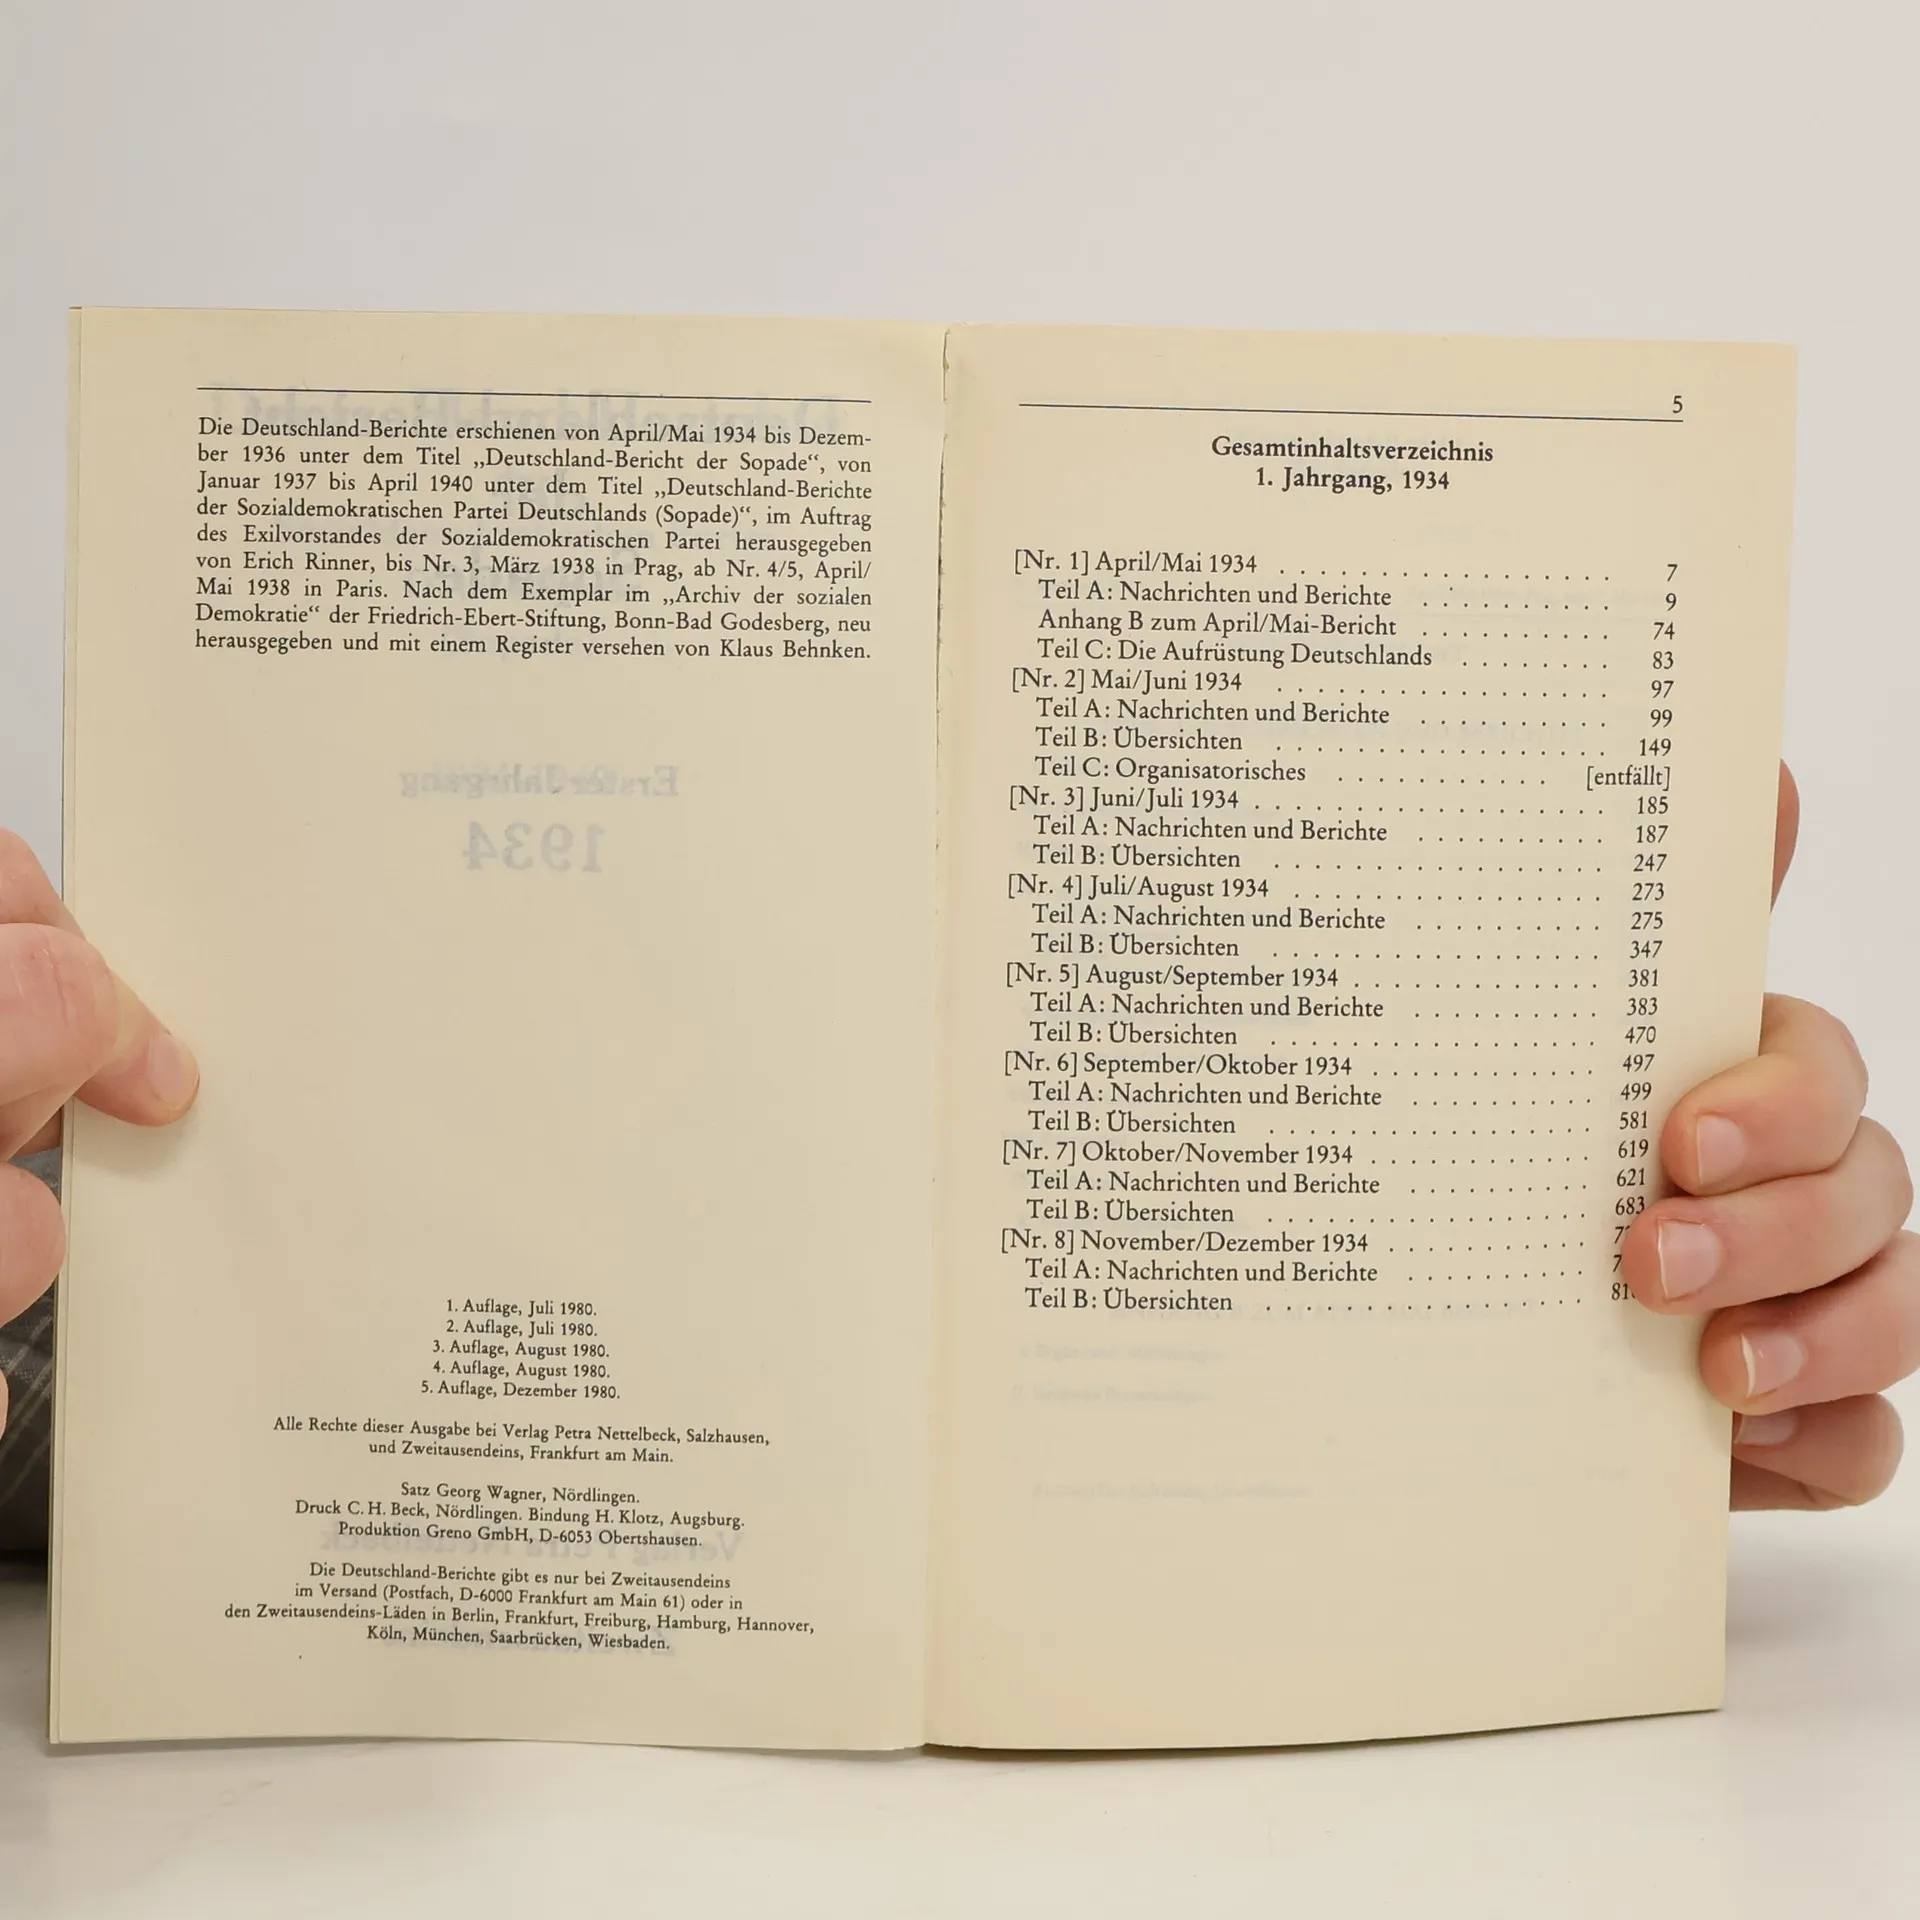 Die Deutschland-Berichte erschienen von April/Mai 1934 bis Dezem-
ber 1936 unter dem Titel „Deutschland-Bericht der Sopade“, von
Januar 1937 bis April 1940 unter dem Titel „Deutschland-Berichte
der Sozialdemokratischen Partei Deutschlands (Sopade)“, im Auftrag
des Exilvorstandes der Sozialdemokratischen Partei herausgegeben
von Erich Rinner, bis Nr. 3, März 1938 in Prag, ab Nr. 4/5, April/
Mai 1938 in Paris. Nach dem Exemplar im „Archiv der sozialen
Demokratie“ der Friedrich-Ebert-Stiftung, Bonn-Bad Godesberg, neu
herausgegeben und mit einem Register versehen von Klaus Behnken.
Erster Jahrgang
1934
1. Auflage, Juli 1980.
2. Auflage, Juli 1980.
3. Auflage, August 1980.
4. Auflage, August 1980.
5. Auflage, Dezember 1980.
Alle Rechte dieser Ausgabe bei Verlag Petra Nettelbeck, Salzhausen,
und Zweitausendeins, Frankfurt am Main.
Satz Georg Wagner, Nördlingen.
Druck C. H. Beck, Nördlingen. Bindung H. Klotz, Augsburg.
Produktion Greno GmbH, D-6053 Obertshausen.
Die Deutschland-Berichte gibt es nur bei Zweitausendeins
im Versand (Postfach, D-6000 Frankfurt am Main 61) oder in
den Zweitausendeins-Läden in Berlin, Frankfurt, Freiburg, Hamburg, Hannover,
Köln, München, Saarbrücken, Wiesbaden.
5
Gesamtinhaltsverzeichnis
1. Jahrgang, 1934
[Nr. 1] April/Mai 1934 . . . . . . . . . . . . . . . . . 7
Teil A: Nachrichten und Berichte . . . . . . . . . . 9
Anhang B zum April/Mai-Bericht . . . . . . . . . . 74
Teil C: Die Aufrüstung Deutschlands . . . . . . . . 83
[Nr. 2] Mai/Juni 1934 . . . . . . . . . . . . . . . . . 97
Teil A: Nachrichten und Berichte . . . . . . . . . . 99
Teil B: Übersichten . . . . . . . . . . . . . . . . . 149
Teil C: Organisatorisches . . . . . . . . . . . [entfällt]
[Nr. 3] Juni/Juli 1934 . . . . . . . . . . . . . . . . . . 185
Teil A: Nachrichten und Berichte . . . . . . . . . . 187
Teil B: Übersichten . . . . . . . . . . . . . . . . . 247
[Nr. 4] Juli/August 1934 . . . . . . . . . . . . . . . . 273
Teil A: Nachrichten und Berichte . . . . . . . . . . 275
Teil B: Übersichten . . . . . . . . . . . . . . . . . 347
[Nr. 5] August/September 1934 . . . . . . . . . . . . . 381
Teil A: Nachrichten und Berichte . . . . . . . . . . 383
Teil B: Übersichten . . . . . . . . . . . . . . . . . 470
[Nr. 6] September/Oktober 1934 . . . . . . . . . . . . 497
Teil A: Nachrichten und Berichte . . . . . . . . . . 499
Teil B: Übersichten . . . . . . . . . . . . . . . . . 581
[Nr. 7] Oktober/November 1934 . . . . . . . . . . . . 619
Teil A: Nachrichten und Berichte . . . . . . . . . . 621
Teil B: Übersichten . . . . . . . . . . . . . . . . . 683
[Nr. 8] November/Dezember 1934 . . . . . . . . . . .
Teil A: Nachrichten und Berichte . . . . . . . . . .
Teil B: Übersichten . . . . . . . . . . . . . . . . .